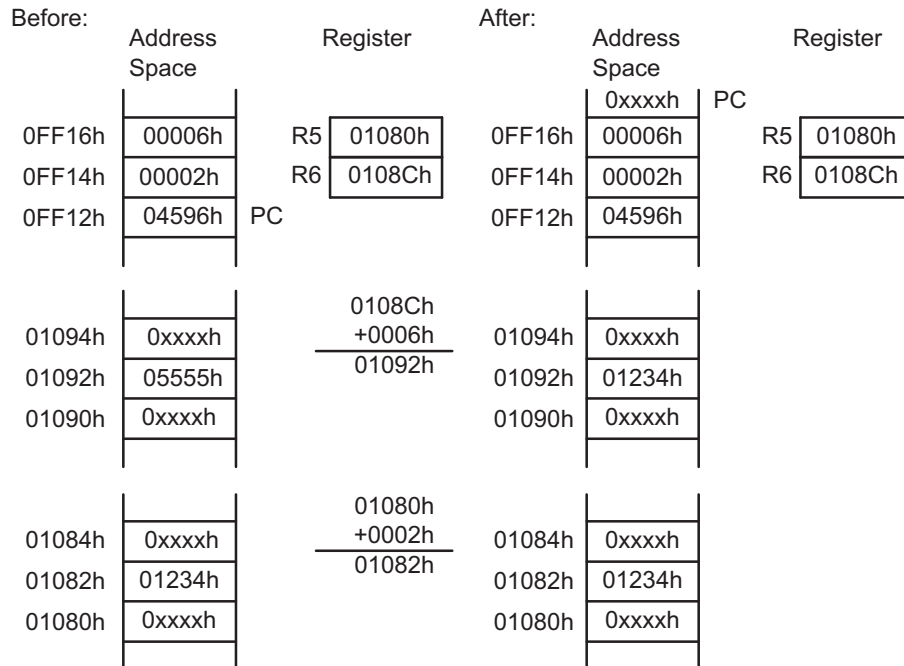 Before: After:
Address Register Address Register
Space Space
0xxxxh PC
0FF16h 00006h R5 01080h 0FF16h 00006h R5 01080h
0FF14h 00002h R6 0108Ch 0FF14h 00002h R6 0108Ch
0FF12h 04596h PC 0FF12h 04596h
0108Ch
01094h 0xxxxh +0006h 01094h 0xxxxh
01092h 05555h 01092h 01092h 01234h
01090h 0xxxxh 01090h 0xxxxh
01080h
01084h 0xxxxh +0002h 01084h 0xxxxh
01082h 01234h 01082h 01082h 01234h
01080h 0xxxxh 01080h 0xxxxh